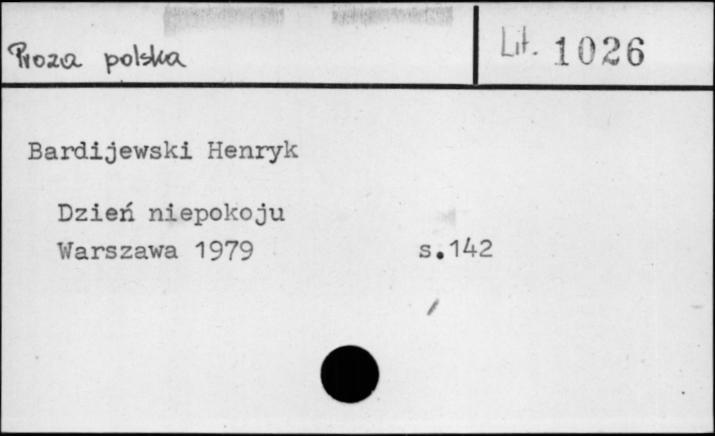 Proza polska
Lit. 1026
Bardijewski Henryk
Dzień niepokoju
Warszawa 1979 s.142